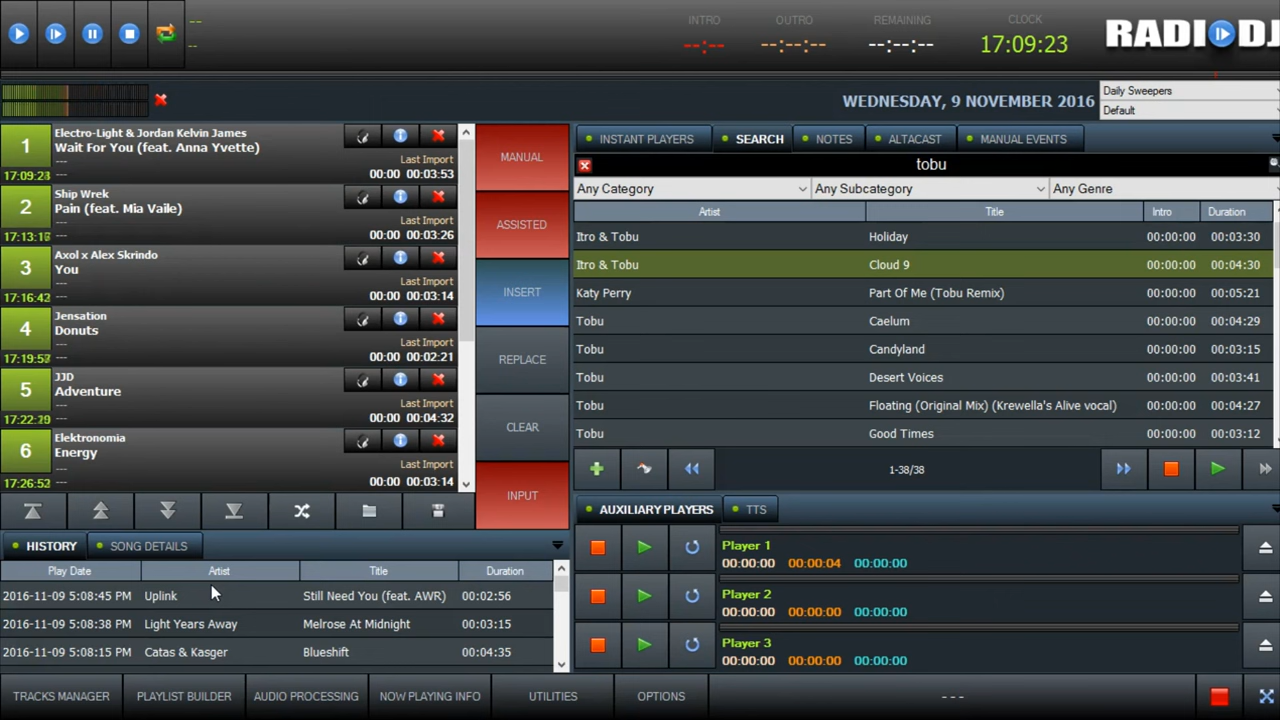 INTRO OUTRO REMAINING CLOCK
--:--:-- --:--:-- --:--:-- 17:09:23
RADIODJ
WEDNESDAY, 9 NOVEMBER 2016
Daily Sweepers
Default
1
17:09:23
Electro-Light & Jordan Kelvin James
Wait For You (feat. Anna Yvette)
---
Last Import
00:00 00:03:53
2
Ship Wrek
Pain (feat. Mia Vaile)
---
Last Import
00:00 00:03:26
3
17:16:42
Axol x Alex Skrindo
You
---
Last Import
00:00 00:03:14
4
Jensation
Donuts
---
Last Import
00:00 00:02:21
5
JJD
Adventure
---
Last Import
00:00 00:04:32
6
Elektronomia
Energy
---
Last Import
00:00 00:03:14
MANUAL
ASSISTED
INSERT
REPLACE
CLEAR
INPUT
INSTANT PLAYERS SEARCH NOTES ALTACAST MANUAL EVENTS
tobu
Any Category Any Subcategory Any Genre
Artist Title Intro Duration
Itro & Tobu Holiday 00:00:00 00:03:30
Itro & Tobu Cloud 9 00:00:00 00:04:30
Katy Perry Part Of Me (Tobu Remix) 00:00:00 00:05:21
Tobu Caelum 00:00:00 00:04:29
Tobu Candyland 00:00:00 00:03:15
Tobu Desert Voices 00:00:00 00:03:41
Tobu Floating (Original Mix) (Krewella's Alive vocal) 00:00:00 00:04:27
Tobu Good Times 00:00:00 00:03:12
1-38/38
AUXILIARY PLAYERS TTS
Player 1
00:00:00 00:00:04 00:00:00
Player 2
00:00:00 00:00:00 00:00:00
Player 3
00:00:00 00:00:00 00:00:00
HISTORY SONG DETAILS
Play Date Artist Title Duration
2016-11-09 5:08:45 PM Uplink Still Need You (feat. AWR) 00:02:56
2016-11-09 5:08:38 PM Light Years Away Melrose At Midnight 00:03:15
2016-11-09 5:08:15 PM Catas & Kasger Blueshift 00:04:35
TRACKS MANAGER PLAYLIST BUILDER AUDIO PROCESSING NOW PLAYING INFO UTILITIES OPTIONS ---